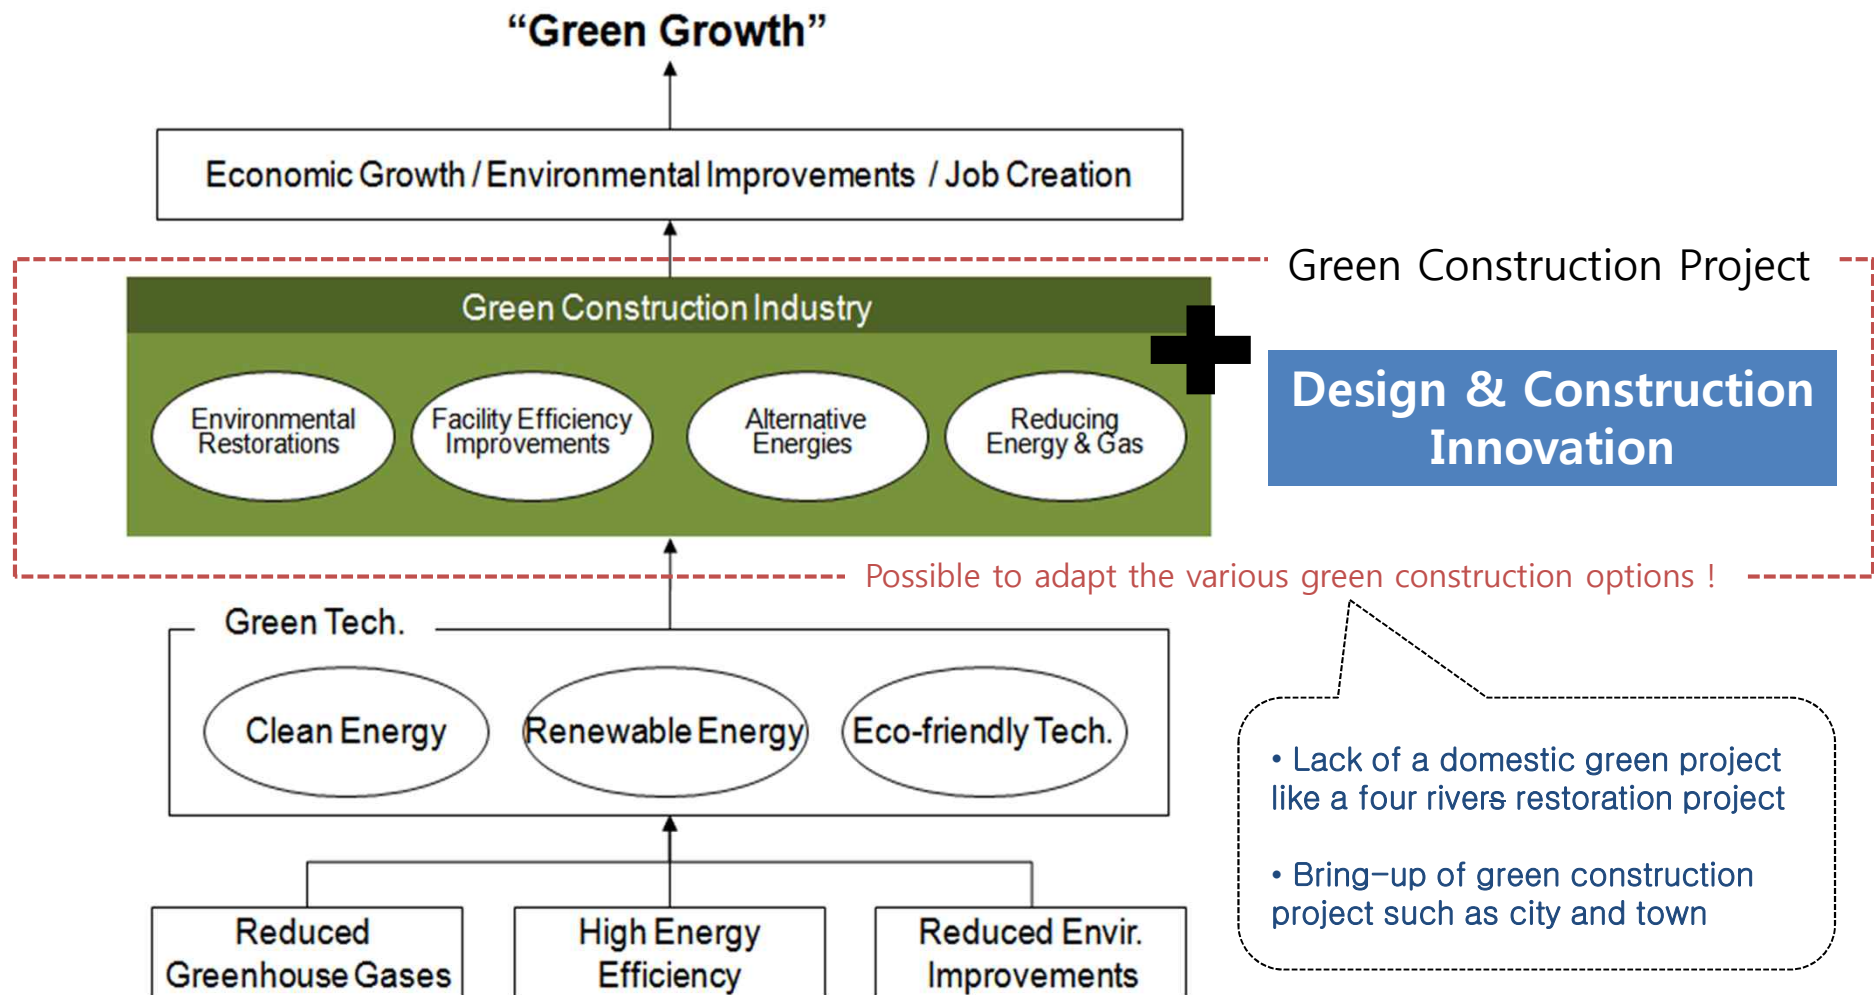 “Green Growth”
Economic Growth / Environmental Improvements / Job Creation
Green Construction Project
Green Construction Industry
Environmental
Restorations
Facility Efficiency
Improvements
Alternative
Energies
Reducing
Energy & Gas
Design & Construction
Innovation
Possible to adapt the various green construction options !
Green Tech.
Clean Energy
Renewable Energy
Eco-friendly Tech.
• Lack of a domestic green project
like a four rivers restoration project
• Bring-up of green construction
project such as city and town
Reduced
Greenhouse Gases
High Energy
Efficiency
Reduced Envir.
Improvements